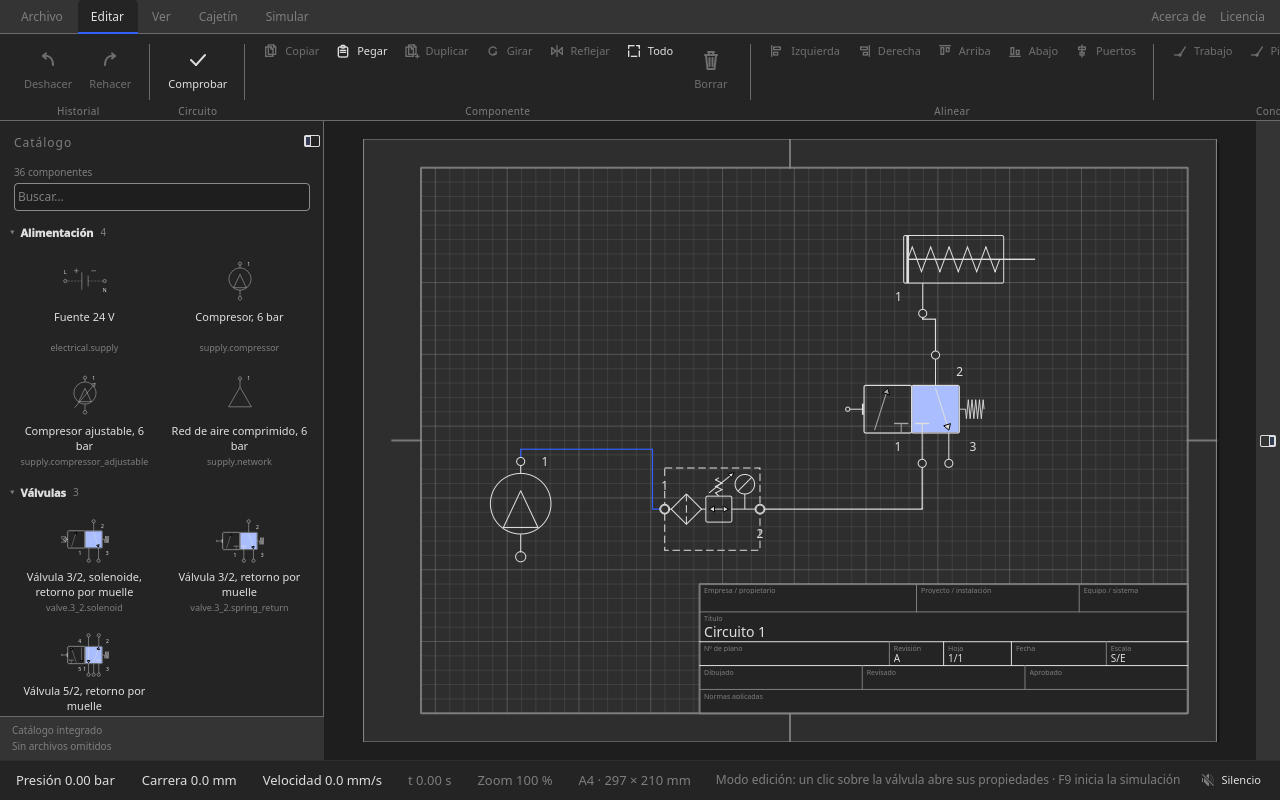 Archivo Editar Ver Cajetín Simular Acerca de Licencia
Copiar Pegar Duplicar Girar Reflejar Todo Izquierda Derecha Arriba Abajo Puertos Trabajo
Deshacer Rehacer Comprobar Borrar
Historial Circuito Componente Alinear
Catálogo
36 componentes
Buscar...
Alimentación 4
Fuente 24 V Compresor, 6 bar
electrical.supply supply.compressor
Compresor ajustable, 6 bar
supply.compressor_adjustable
Red de aire comprimido, 6 bar
supply.network
Válvulas 3
Válvula 3/2, solenoide, retorno por muelle
valve.3_2.solenoid
Válvula 3/2, retorno por muelle
valve.3_2.spring_return
Válvula 5/2, retorno por muelle
Catálogo integrado
Sin archivos omitidos
1
2
1 3
1
1
2
Empresa / propietario Proyecto / instalación Equipo / sistema
Título
Circuito 1
Nº de plano Revisión Hoja Fecha Escala
A 1/1 S/E
Dibujado Revisado Aprobado
Normas aplicadas
Presión 0.00 bar Carrera 0.0 mm Velocidad 0.0 mm/s t 0.00 s Zoom 100 % A4 · 297 × 210 mm Modo edición: un clic sobre la válvula abre sus propiedades · F9 inicia la simulación Silencio